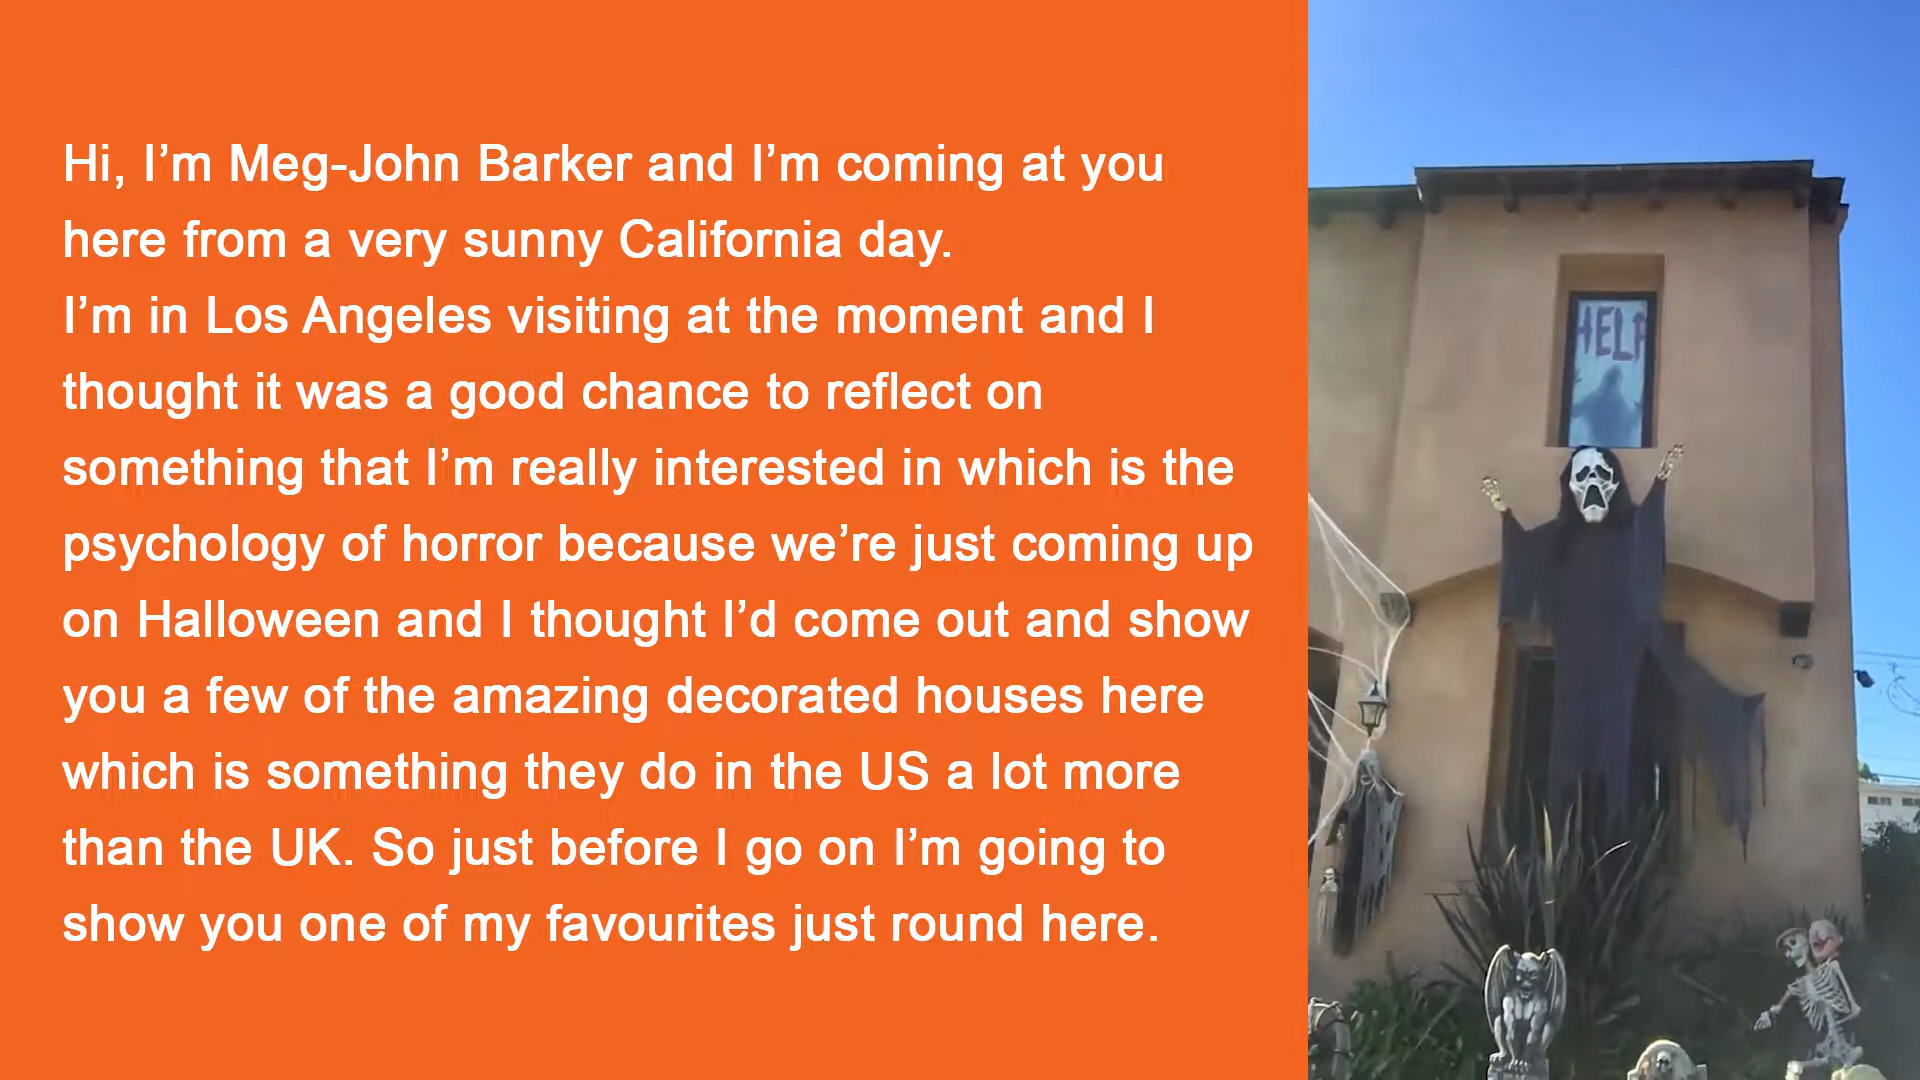 Hi, I’m Meg-John Barker and I’m coming at you
here from a very sunny California day.
I’m in Los Angeles visiting at the moment and I
thought it was a good chance to reflect on
something that I’m really interested in which is the
psychology of horror because we’re just coming up
on Halloween and I thought I’d come out and show
you a few of the amazing decorated houses here
which is something they do in the US a lot more
than the UK. So just before I go on I’m going to
show you one of my favourites just round here.
HELP